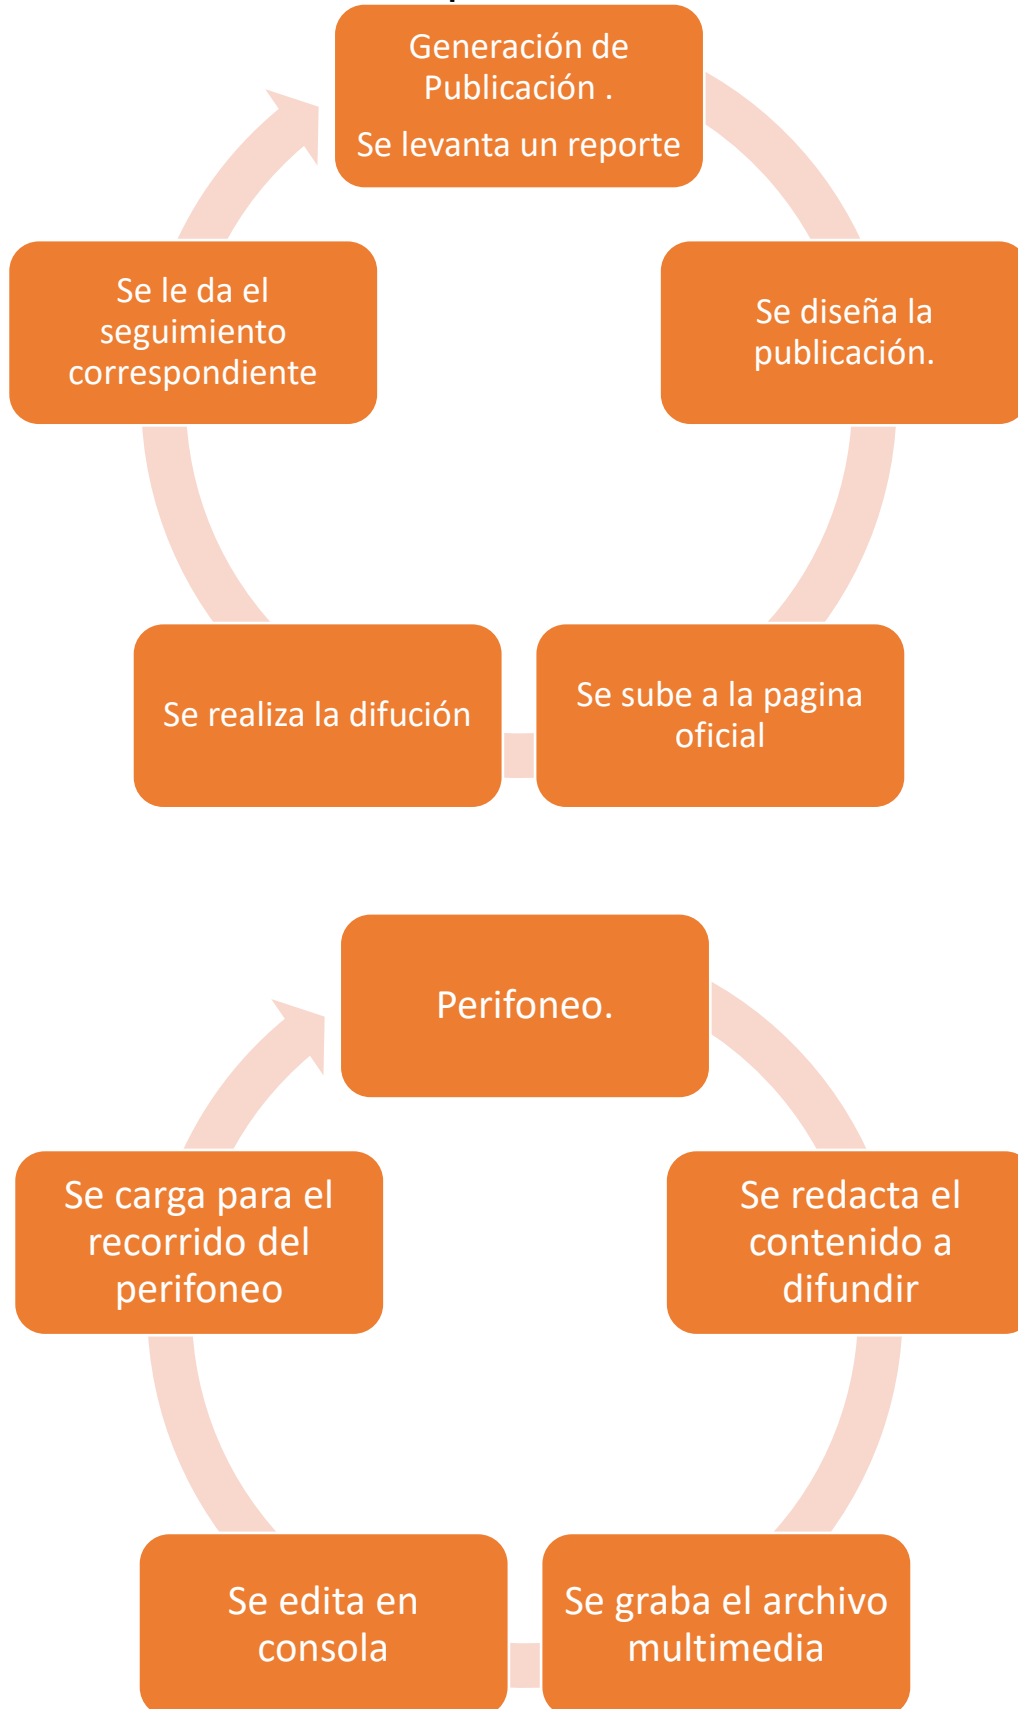 Generación de
Publicación .
Se levanta un reporte
Se diseña la
publicación.
Se sube a la pagina
oficial
Se realiza la difución
Se le da el
seguimiento
correspondiente
Perifoneo.
Se redacta el
contenido a
difundir
Se graba el archivo
multimedia
Se edita en
consola
Se carga para el
recorrido del
perifoneo